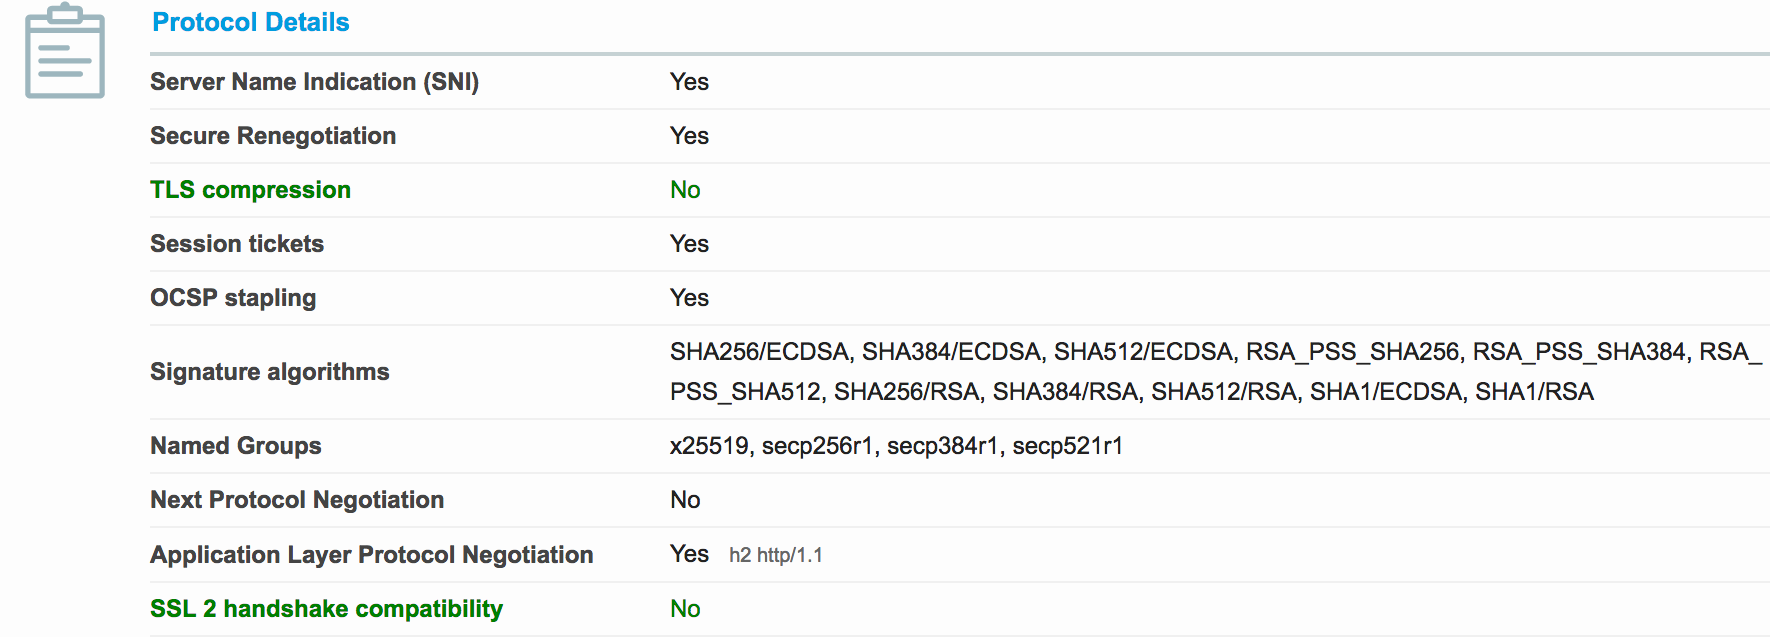 Protocol Details
Server Name Indication (SNI) Yes
Secure Renegotiation Yes
TLS compression No
Session tickets Yes
OCSP stapling Yes
Signature algorithms SHA256/ECDSA, SHA384/ECDSA, SHA512/ECDSA, RSA_PSS_SHA256, RSA_PSS_SHA384, RSA_
PSS_SHA512, SHA256/RSA, SHA384/RSA, SHA512/RSA, SHA1/ECDSA, SHA1/RSA
Named Groups x25519, secp256r1, secp384r1, secp521r1
Next Protocol Negotiation No
Application Layer Protocol Negotiation Yes h2 http/1.1
SSL 2 handshake compatibility No